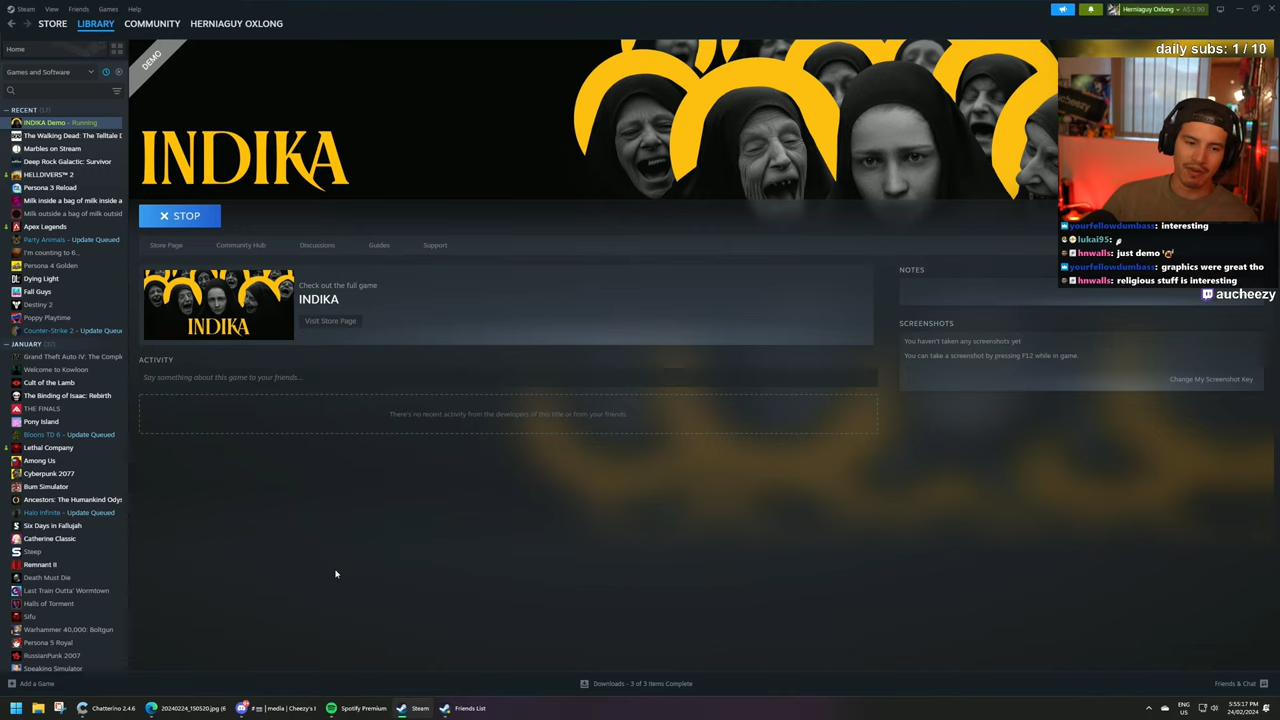 Steam View Friends Games Help
Herniaguy Oxlong A$ 1.90
STORE LIBRARY COMMUNITY HERNIAGUY OXLONG
daily subs: 1 / 10
Home
DEMO
INDIKA
Games and Software
RECENT (17)
INDIKA Demo - Running
The Walking Dead: The Telltale D
Marbles on Stream
Deep Rock Galactic: Survivor
HELLDIVERS™ 2
Persona 3 Reload
Milk inside a bag of milk inside a
Milk outside a bag of milk outsid
Apex Legends
Party Animals - Update Queued
I'm counting to 6...
Persona 4 Golden
Dying Light
Fall Guys
Destiny 2
Poppy Playtime
Counter-Strike 2 - Update Queue
JANUARY (37)
Grand Theft Auto IV: The Comple
Welcome to Kowloon
Cult of the Lamb
The Binding of Isaac: Rebirth
THE FINALS
Pony Island
Bloons TD 6 - Update Queued
Lethal Company
Among Us
Cyberpunk 2077
Bum Simulator
Ancestors: The Humankind Odys
Halo Infinite - Update Queued
Six Days in Fallujah
Catherine Classic
Steep
Remnant II
Death Must Die
Last Train Outta' Wormtown
Halls of Torment
Sifu
Warhammer 40,000: Boltgun
Persona 5 Royal
RussianPunk 2007
Speaking Simulator
STOP
Store Page Community Hub Discussions Guides Support
Check out the full game
INDIKA
Visit Store Page
INDIKA
ACTIVITY
Say something about this game to your friends...
There's no recent activity from the developers of this title or from your friends.
NOTES
SCREENSHOTS
You haven't taken any screenshots yet
You can take a screenshot by pressing F12 while in game.
Change My Screenshot Key
yourfellowdumbass: interesting
lukai95:
hnwalls: just demo
yourfellowdumbass: graphics were great tho
hnwalls: religious stuff is interesting
aucheezy
Add a Game
Downloads - 3 of 3 Items Complete
Friends & Chat
Chatterino 2.4.6
20240224_150520.jpg (6
Spotify Premium
Steam
Friends List
ENG
US
5:55:17 PM
24/02/2024